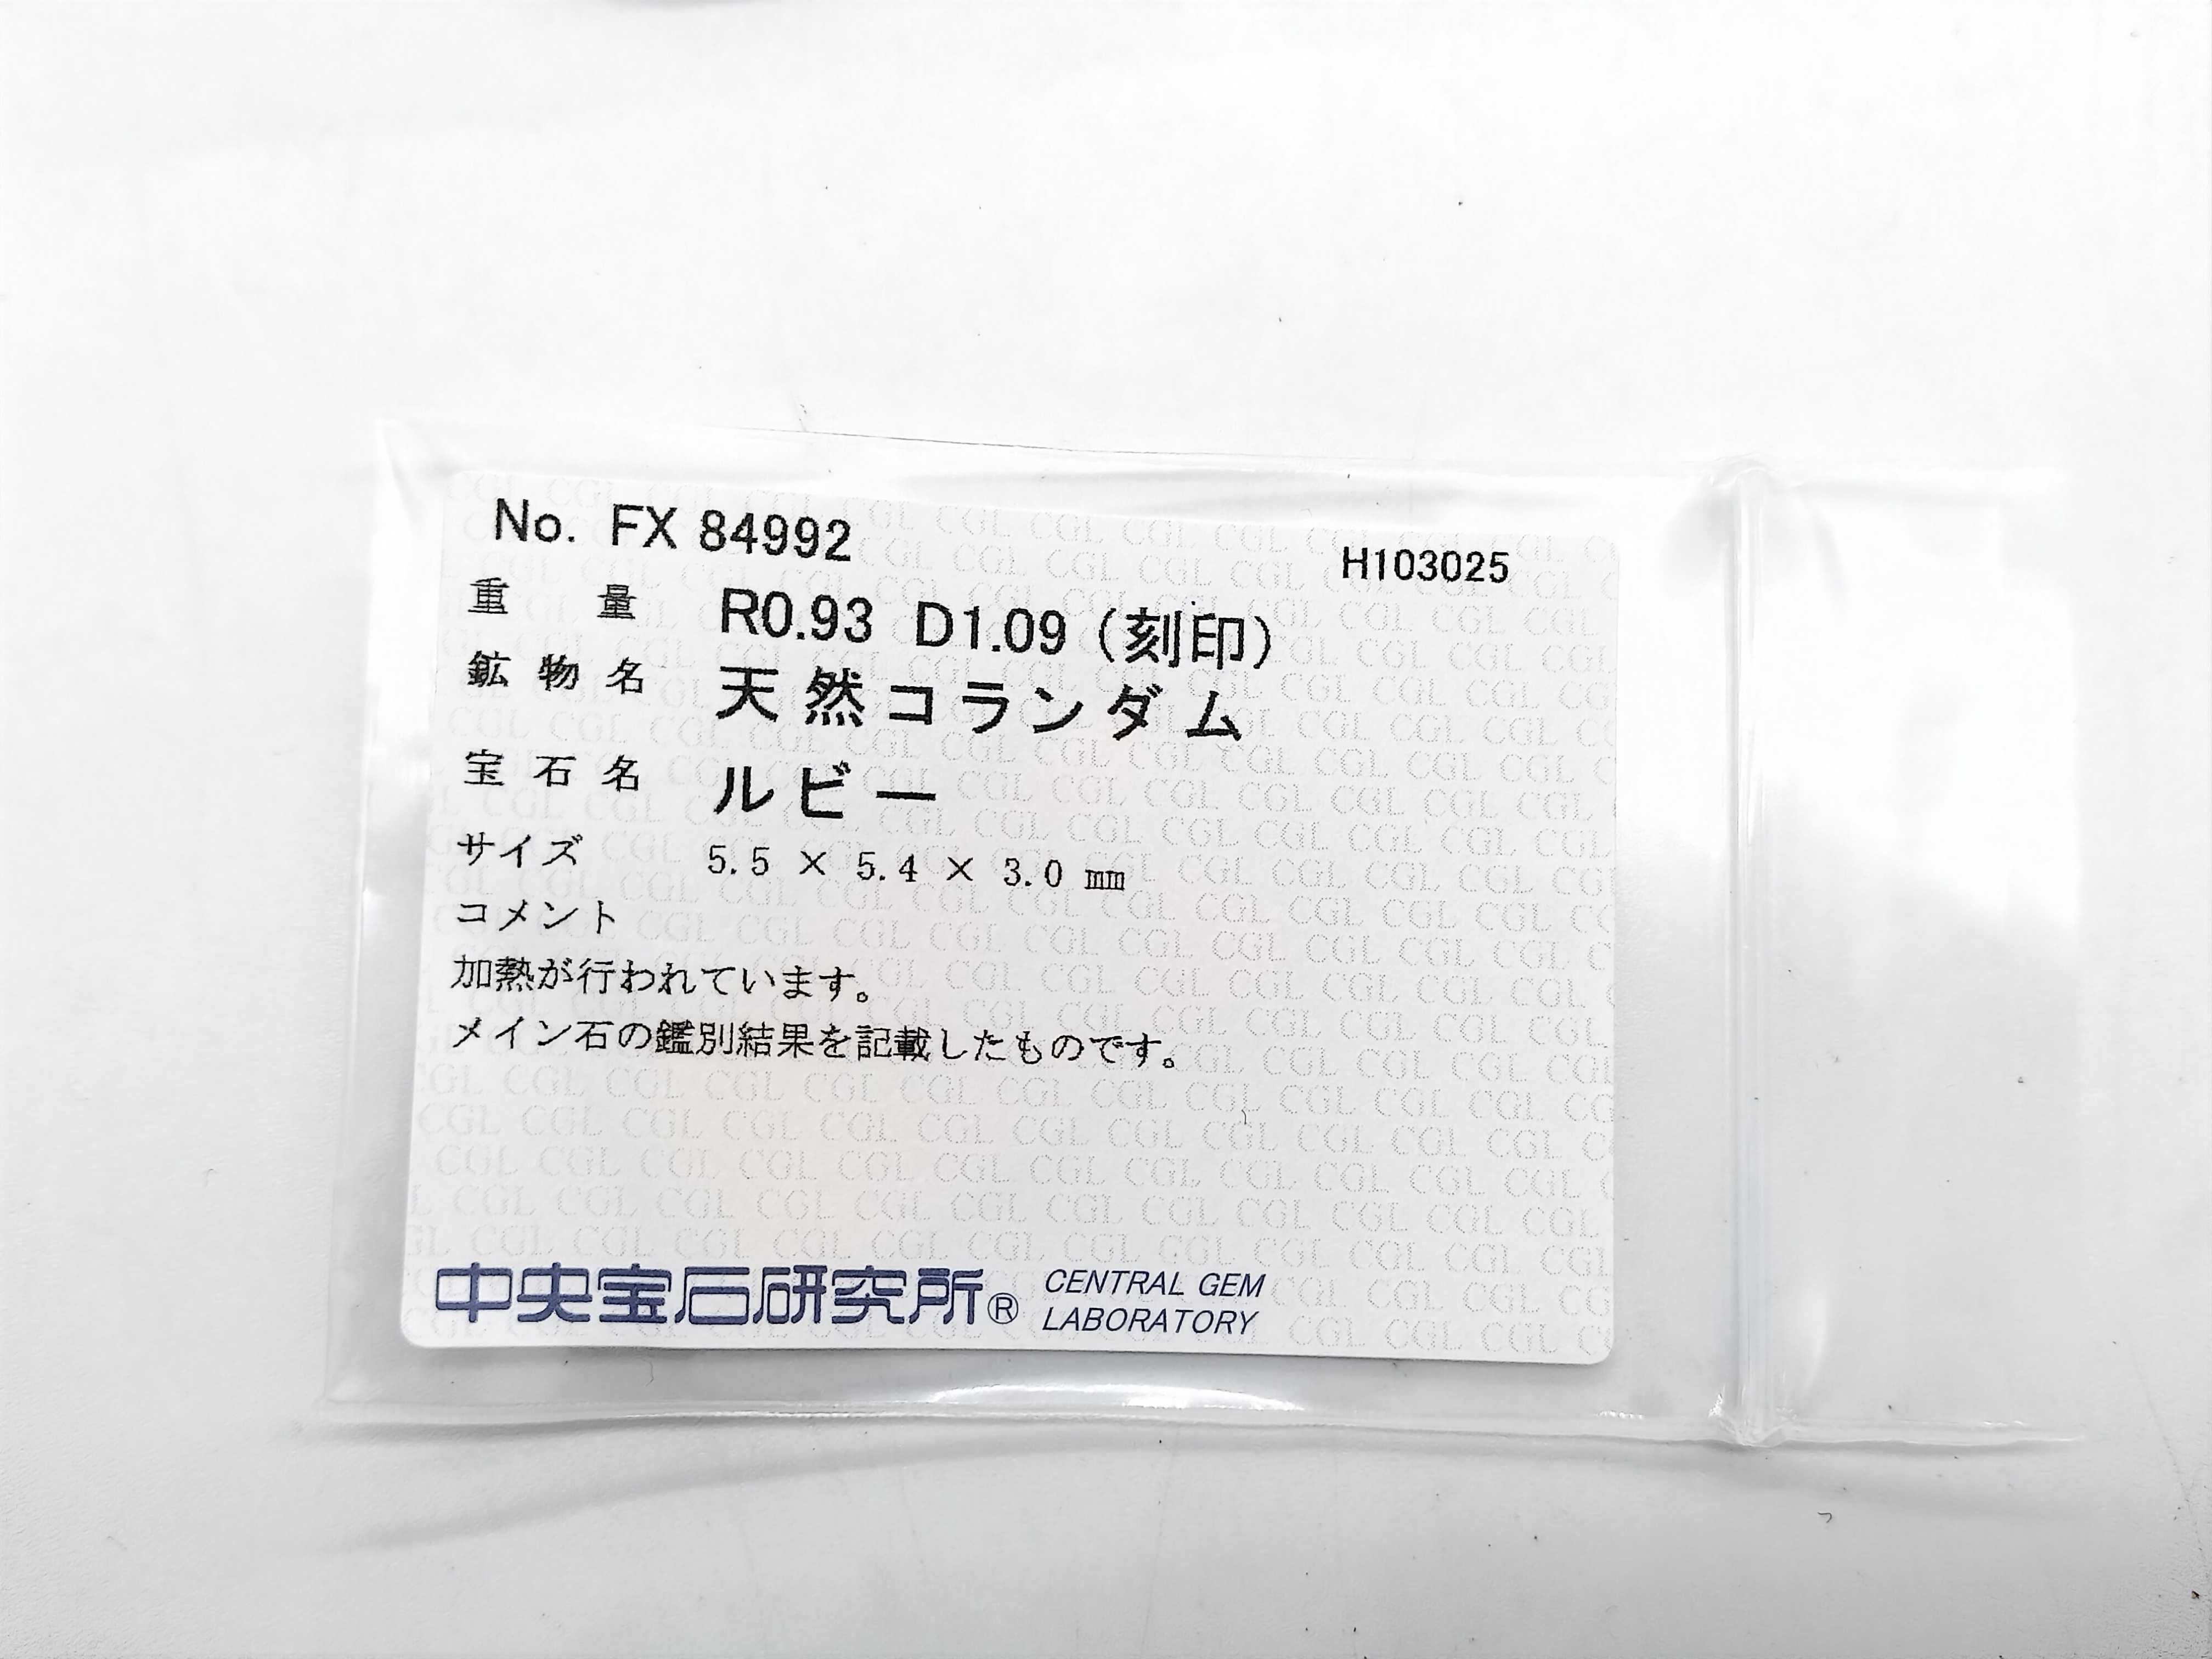 No. FX 84992
H103025
重量 R0.93 D1.09 (刻印)
鉱物名 天然コランダム
宝石名 ルビー
サイズ 5.5 × 5.4 × 3.0 ㎜
コメント
加熱が行われています。
メイン石の鑑別結果を記載したものです。
中央宝石研究所® CENTRAL GEM
LABORATORY